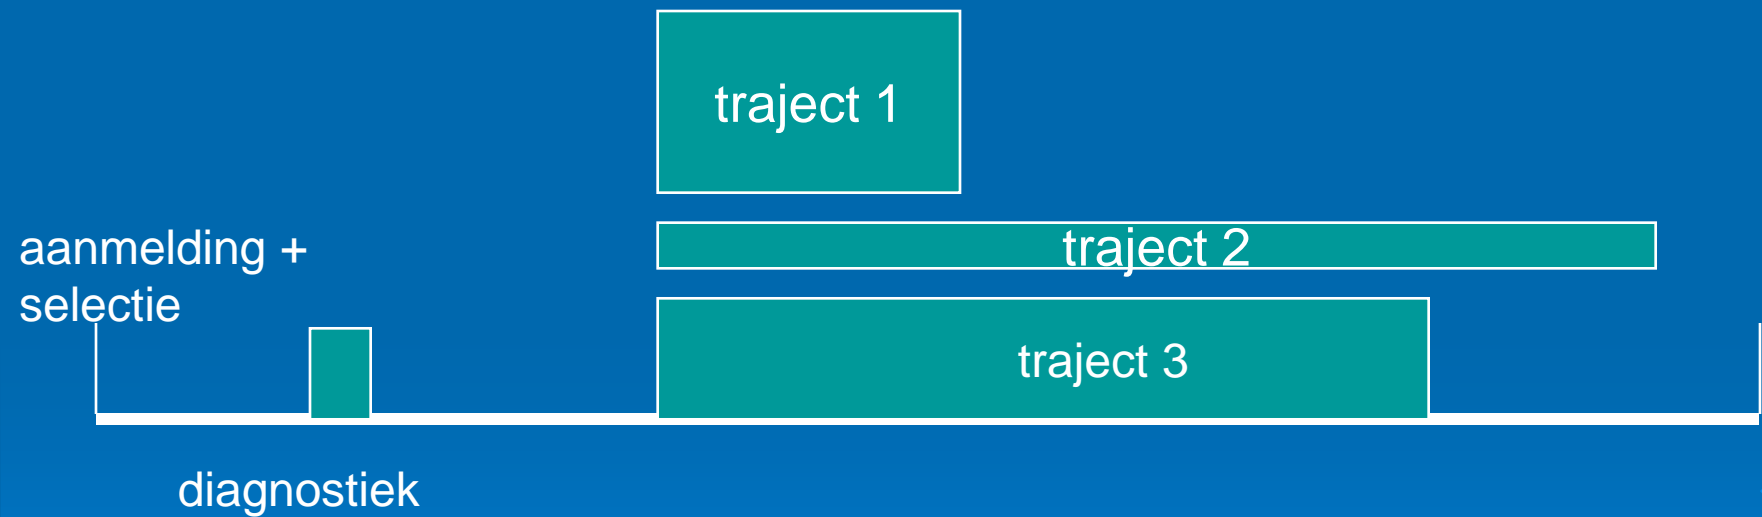 traject 1
aanmelding +
selectie
traject 2
traject 3
diagnostiek